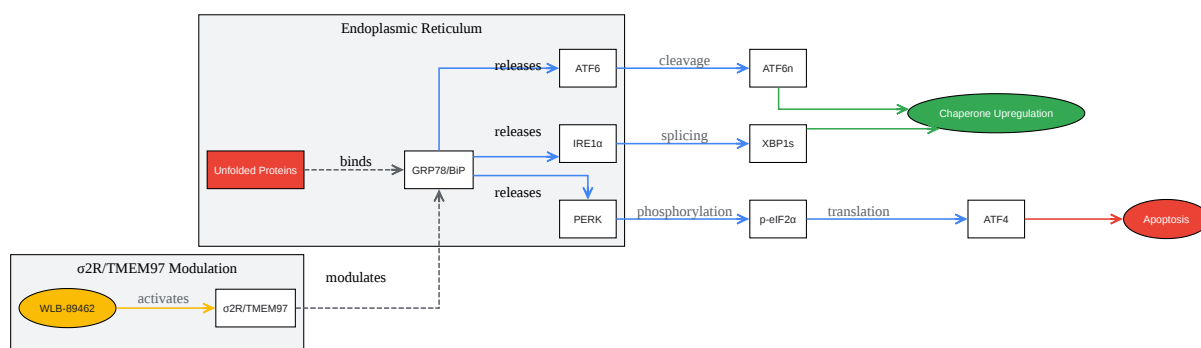 Endoplasmic Reticulum
releases
ATF6
cleavage
ATF6n
Chaperone Upregulation
releases
IRE1α
splicing
XBP1s
Unfolded Proteins
binds
GRP78/BiP
releases
PERK
phosphorylation
p-eIF2α
translation
ATF4
Apoptosis
σ2R/TMEM97 Modulation
modulates
WLB-89462
activates
σ2R/TMEM97